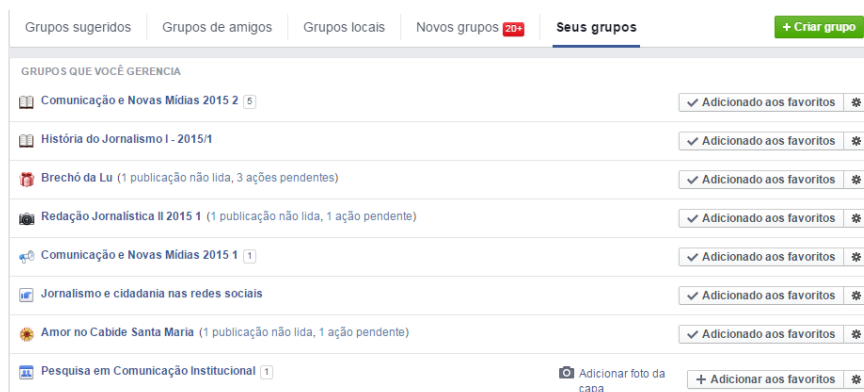 Grupos sugeridos Grupos de amigos Grupos locais Novos grupos 20+ Seus grupos + Criar grupo
GRUPOS QUE VOCÊ GERENCIA
Comunicação e Novas Mídias 2015 2 5 Adicionado aos favoritos
História do Jornalismo I - 2015/1 Adicionado aos favoritos
Brechó da Lu (1 publicação não lida, 3 ações pendentes) Adicionado aos favoritos
Redação Jornalística II 2015 1 (1 publicação não lida, 1 ação pendente) Adicionado aos favoritos
Comunicação e Novas Mídias 2015 1 1 Adicionado aos favoritos
Jornalismo e cidadania nas redes sociais Adicionado aos favoritos
Amor no Cabide Santa Maria (1 publicação não lida, 1 ação pendente) Adicionado aos favoritos
Pesquisa em Comunicação Institucional 1 Adicionar foto da + Adicionar aos favoritos
capa